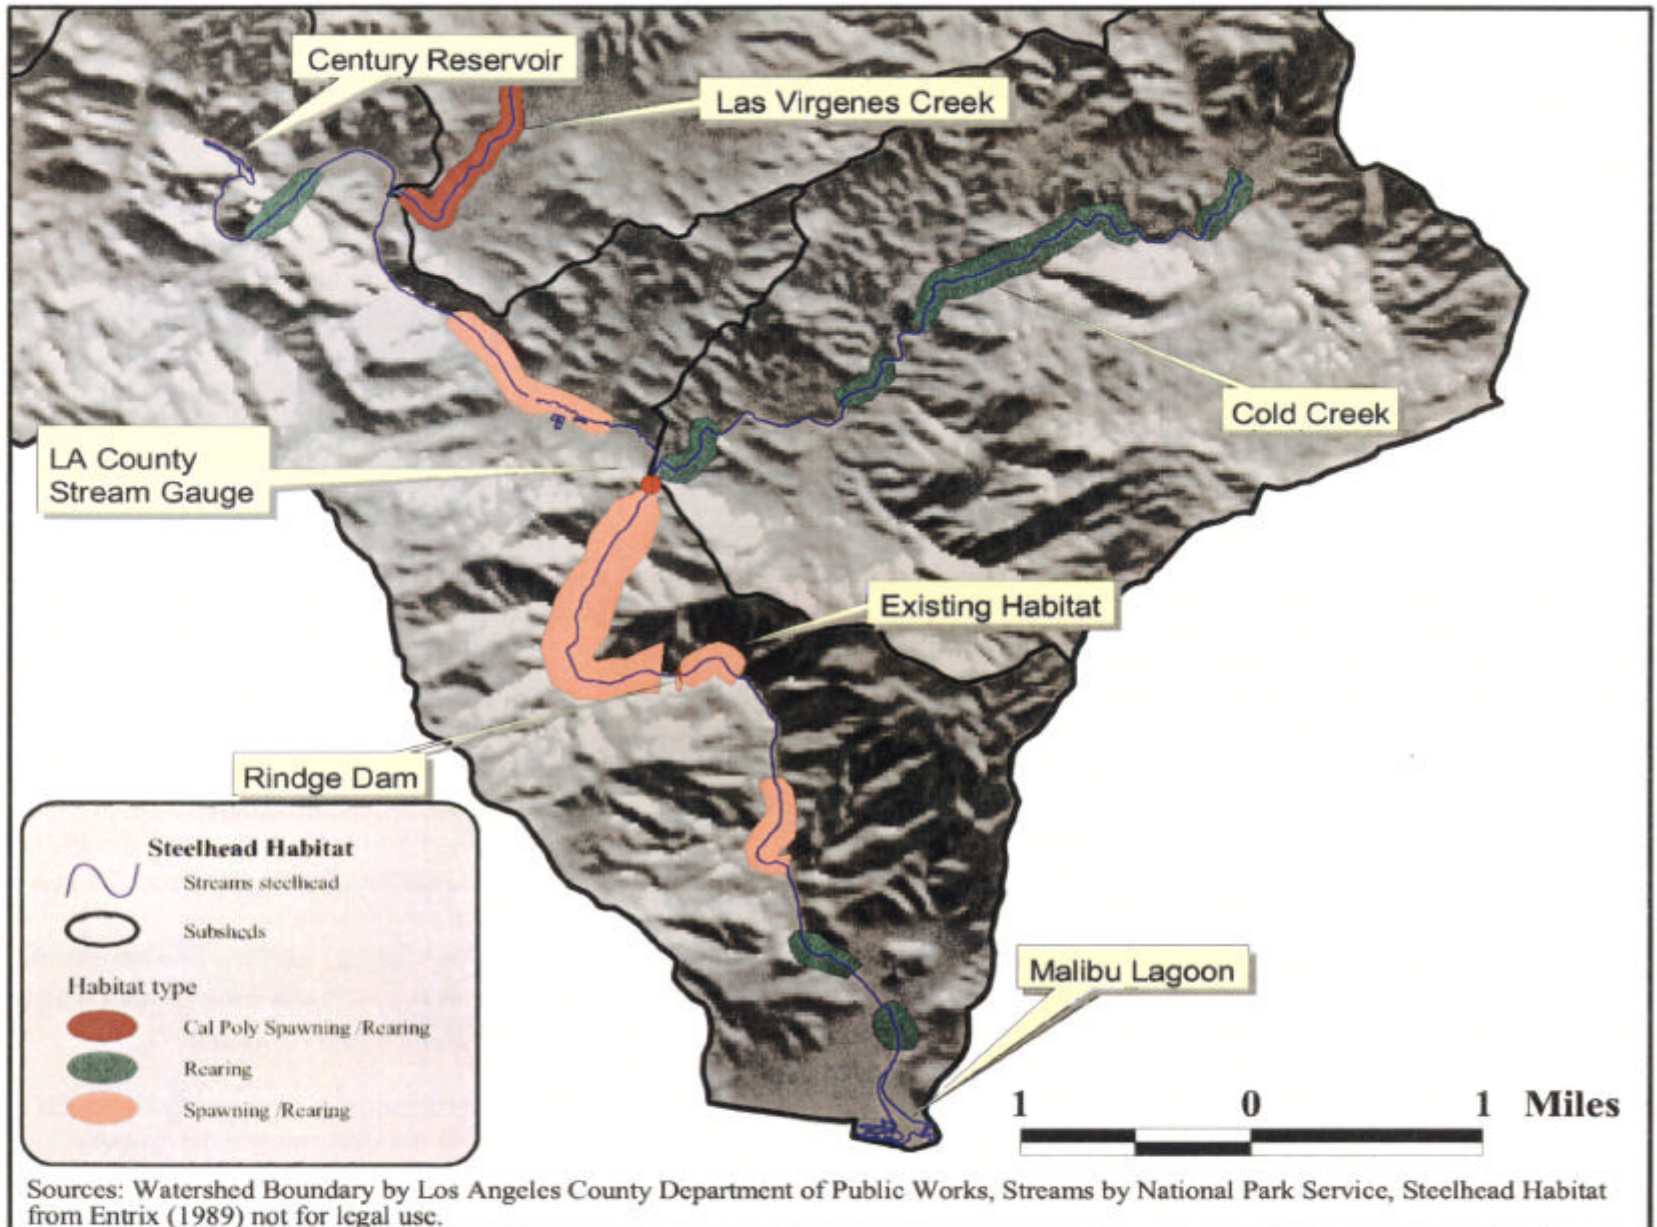 Century Reservoir
Las Virgenes Creek
Cold Creek
LA County
Stream Gauge
Existing Habitat
Rindge Dam
Steelhead Habitat
Streams steelhead
Subsheds
Habitat type
Cal Poly Spawning /Rearing
Rearing
Spawning /Rearing
Malibu Lagoon
1 0 1 Miles
Sources: Watershed Boundary by Los Angeles County Department of Public Works, Streams by National Park Service, Steelhead Habitat
from Entrix (1989) not for legal use.